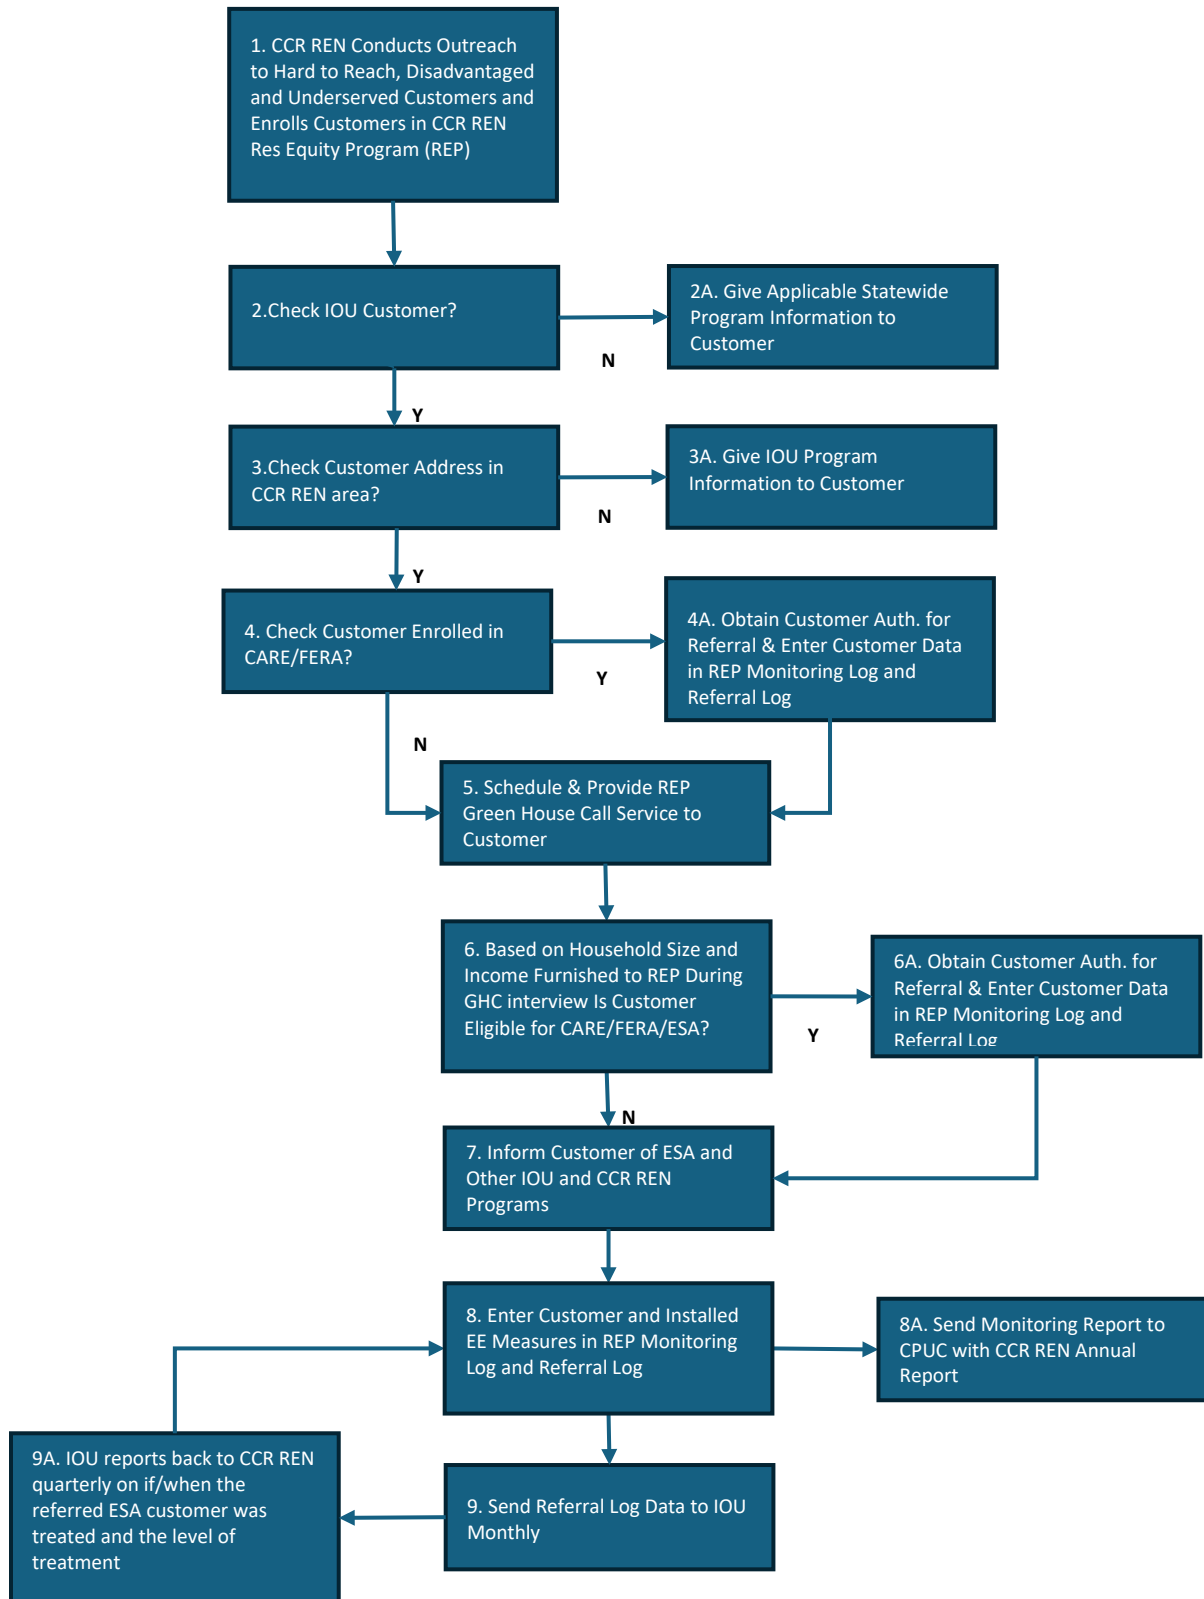 1. CCR REN Conducts Outreach
to Hard to Reach, Disadvantaged
and Underserved Customers and
Enrolls Customers in CCR REN
Res Equity Program (REP)
2.Check IOU Customer?
N
2A. Give Applicable Statewide
Program Information to
Customer
Y
3.Check Customer Address in
CCR REN area?
N
3A. Give IOU Program
Information to Customer
Y
4. Check Customer Enrolled in
CARE/FERA?
Y
4A. Obtain Customer Auth. for
Referral & Enter Customer Data
in REP Monitoring Log and
Referral Log
N
5. Schedule & Provide REP
Green House Call Service to
Customer
6. Based on Household Size and
Income Furnished to REP During
GHC interview Is Customer
Eligible for CARE/FERA/ESA?
Y
6A. Obtain Customer Auth. for
Referral & Enter Customer Data
in REP Monitoring Log and
Referral Log
N
7. Inform Customer of ESA and
Other IOU and CCR REN
Programs
8. Enter Customer and Installed
EE Measures in REP Monitoring
Log and Referral Log
8A. Send Monitoring Report to
CPUC with CCR REN Annual
Report
9. Send Referral Log Data to IOU
Monthly
9A. IOU reports back to CCR REN
quarterly on if/when the
referred ESA customer was
treated and the level of
treatment